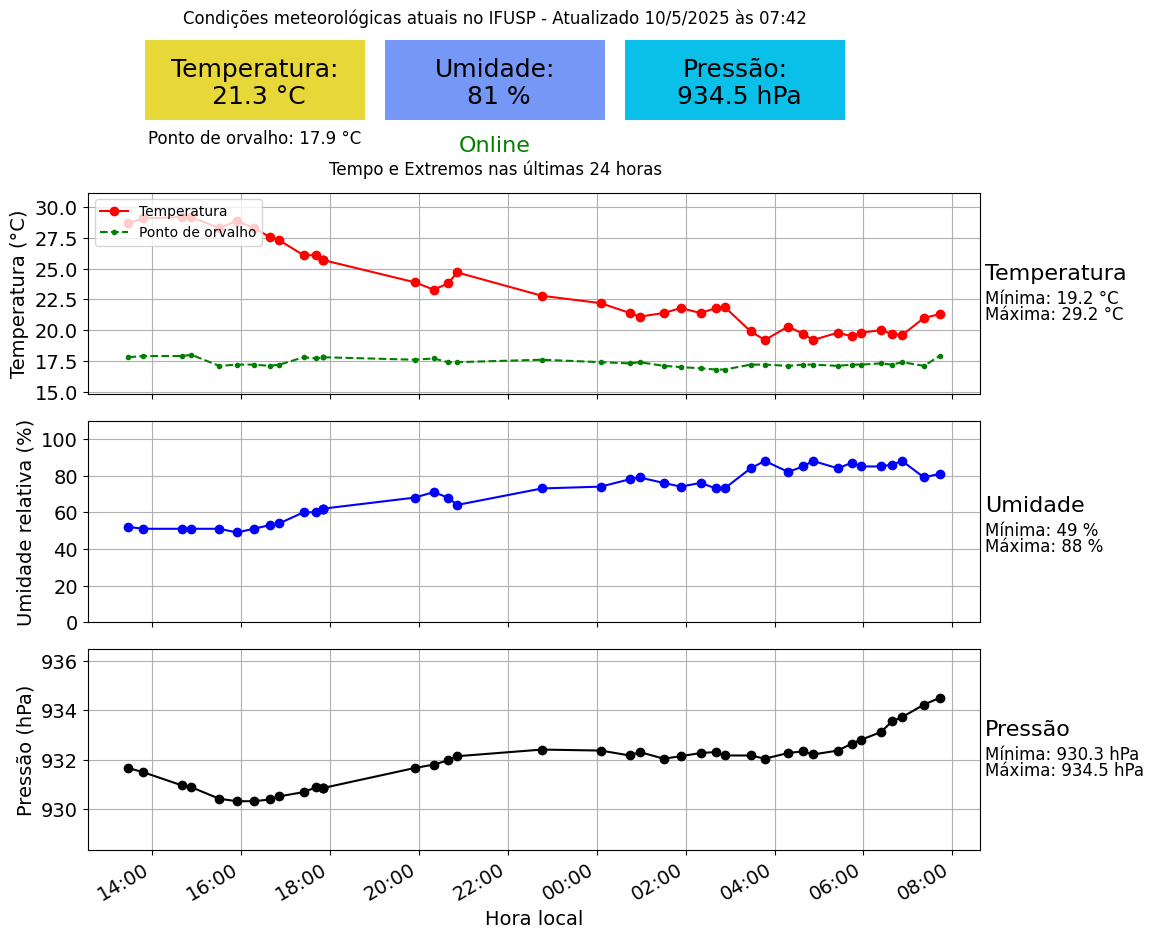 Condições meteorológicas atuais no IFUSP - Atualizado 10/5/2025 às 07:42
Temperatura:
21.3 °C
Umidade:
81 %
Pressão:
934.5 hPa
Ponto de orvalho: 17.9 °C
Online
Tempo e Extremos nas últimas 24 horas
Temperatura (°C)
30.0
27.5
25.0
22.5
20.0
17.5
15.0
Temperatura
Ponto de orvalho
Temperatura
Mínima: 19.2 °C
Máxima: 29.2 °C
Umidade relativa (%)
100
80
60
40
20
0
Umidade
Mínima: 49 %
Máxima: 88 %
Pressão (hPa)
936
934
932
930
Pressão
Mínima: 930.3 hPa
Máxima: 934.5 hPa
14:00
16:00
18:00
20:00
22:00
00:00
02:00
04:00
06:00
08:00
Hora local